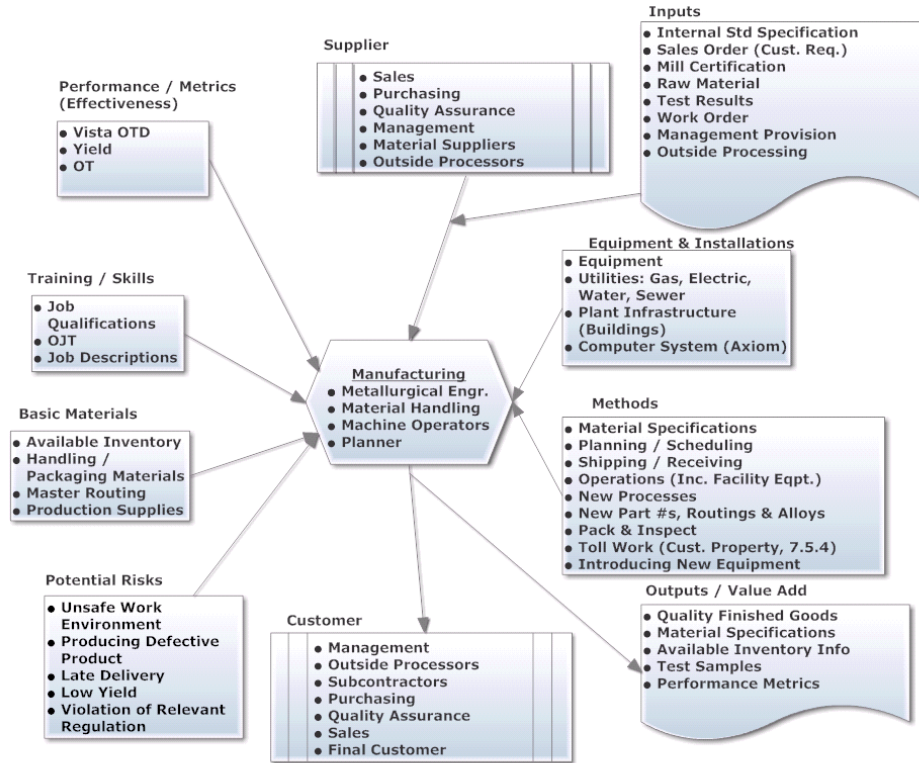 Inputs
● Internal Std Specification
● Sales Order (Cust. Req.)
● Mill Certification
● Raw Material
● Test Results
● Work Order
● Management Provision
● Outside Processing
Supplier
● Sales
● Purchasing
● Quality Assurance
● Management
● Material Suppliers
● Outside Processors
Performance / Metrics
(Effectiveness)
● Vista OTD
● Yield
● OT
Equipment & Installations
● Equipment
● Utilities: Gas, Electric,
Water, Sewer
● Plant Infrastructure
(Buildings)
● Computer System (Axiom)
Training / Skills
● Job
Qualifications
● OJT
● Job Descriptions
Manufacturing
● Metallurgical Engr.
● Material Handling
● Machine Operators
● Planner
Basic Materials
● Available Inventory
● Handling /
Packaging Materials
● Master Routing
● Production Supplies
Methods
● Material Specifications
● Planning / Scheduling
● Shipping / Receiving
● Operations (Inc. Facility Eqpt.)
● New Processes
● New Part #s, Routings & Alloys
● Pack & Inspect
● Toll Work (Cust. Property, 7.5.4)
● Introducing New Equipment
Potential Risks
● Unsafe Work
Environment
● Producing Defective
Product
● Late Delivery
● Low Yield
● Violation of Relevant
Regulation
Customer
● Management
● Outside Processors
● Subcontractors
● Purchasing
● Quality Assurance
● Sales
● Final Customer
Outputs / Value Add
● Quality Finished Goods
● Material Specifications
● Available Inventory Info
● Test Samples
● Performance Metrics